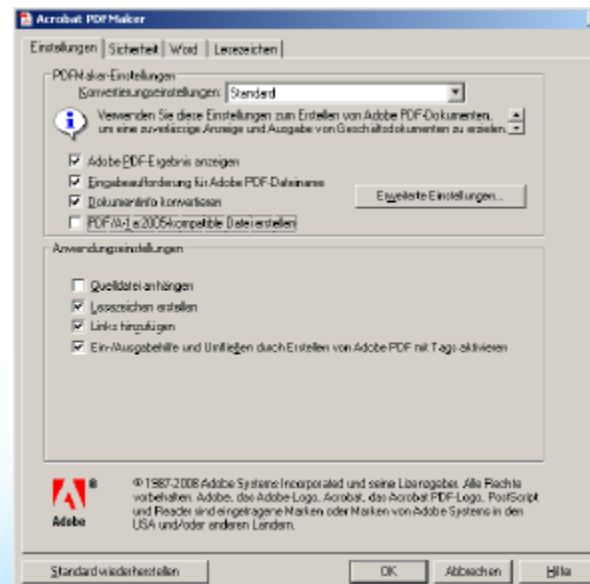 Acrobat PDFMaker
Einstellungen Sicherheit Word Lesezeichen
PDFMaker-Einstellungen
Konvertierungseinstellungen: Standard
Verwenden Sie diese Einstellungen zum Erstellen von Adobe PDF-Dokumenten,
um eine zuverlässige Anzeige und Ausgabe von Geschäftsdokumenten zu erzielen.
Adobe PDF-Ergebnis anzeigen
Eingabeaufforderung für Adobe PDF-Dateiname
Erweiterte Einstellungen...
Dokumentinfo konvertieren
PDF/A-1a:2005-kompatible Datei erstellen
Anwendungseinstellungen
Quelldatei anhängen
Lesezeichen erstellen
Links hinzufügen
Ein-/Ausgabehilfe und Umfließen durch Erstellen von Adobe PDF mit Tags aktivieren
© 1987-2008 Adobe Systems Incorporated und seine Lizenzgeber. Alle Rechte
vorbehalten. Adobe, das Adobe-Logo, Acrobat, das Acrobat PDF-Logo, PostScript
und Reader sind eingetragene Marken oder Marken von Adobe Systems in den
USA und/oder anderen Ländern.
Adobe
Standard wiederherstellen OK Abbrechen Hilfe